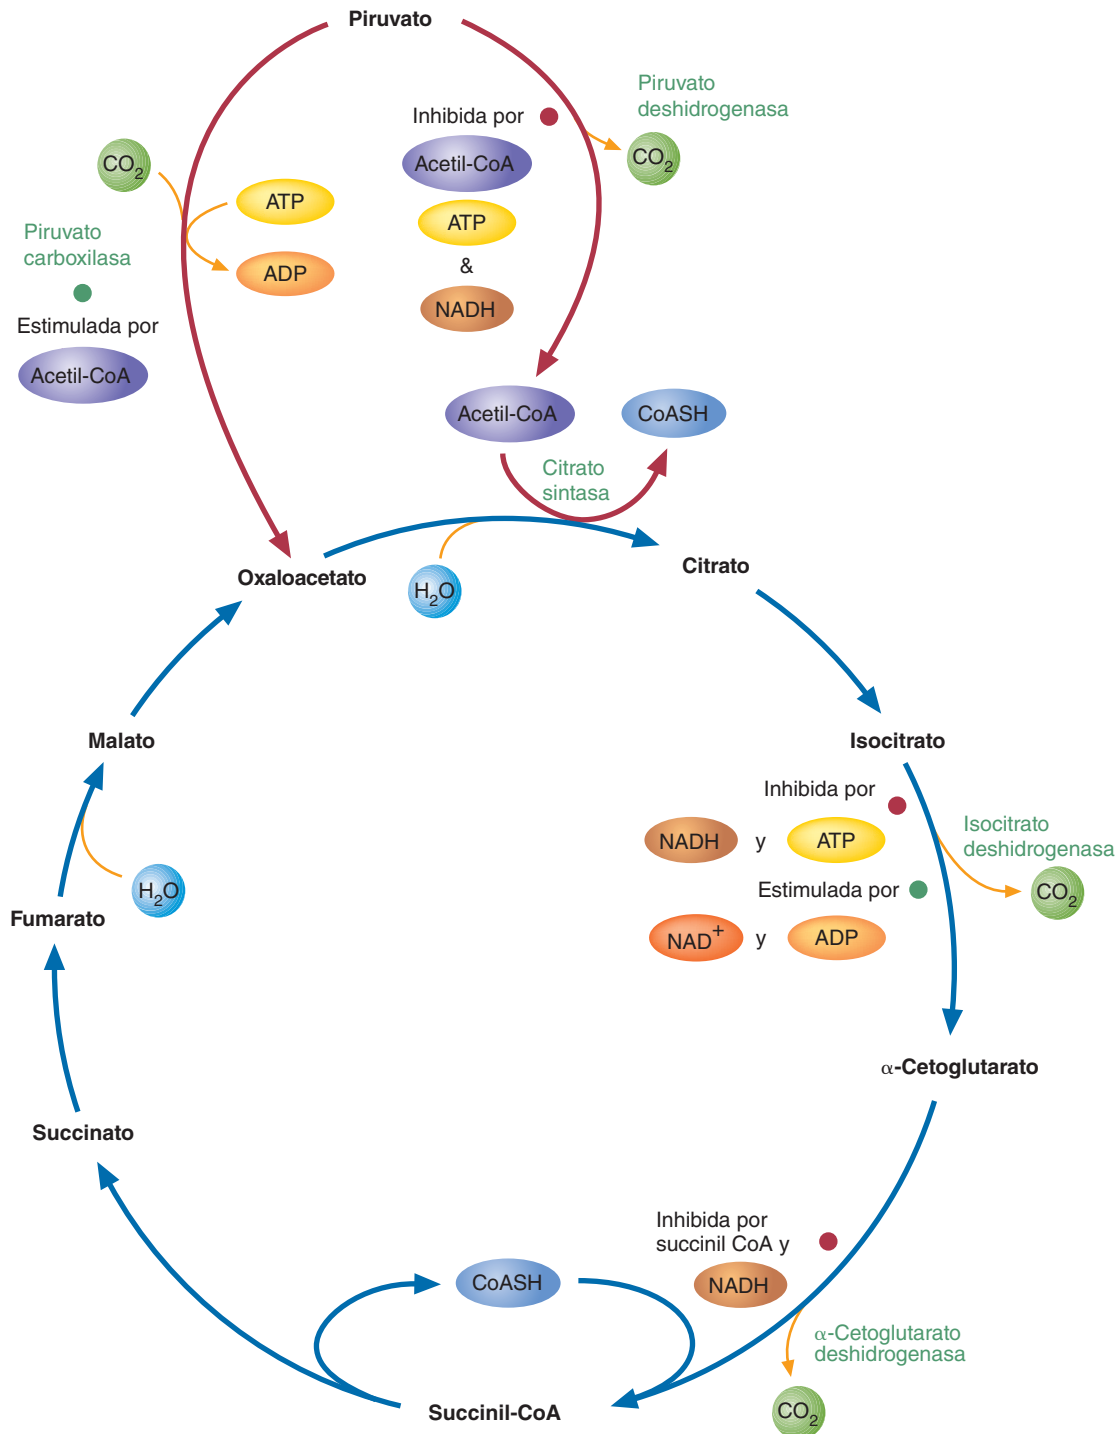 Piruvato
Piruvato
deshidrogenasa
Inhibida por
CO2
CO2
Acetil-CoA
ATP
ATP
Piruvato
carboxilasa
&
ADP
NADH
Estimulada por
Acetil-CoA
Acetil-CoA
CoASH
Citrato
sintasa
Oxaloacetato
H2O
Citrato
Malato
Isocitrato
Inhibida por
NADH y ATP
Isocitrato
deshidrogenasa
Estimulada por
CO2
H2O
Fumarato
NAD+ y ADP
α-Cetoglutarato
Succinato
Inhibida por
succinil CoA y
NADH
CoASH
α-Cetoglutarato
deshidrogenasa
CO2
Succinil-CoA